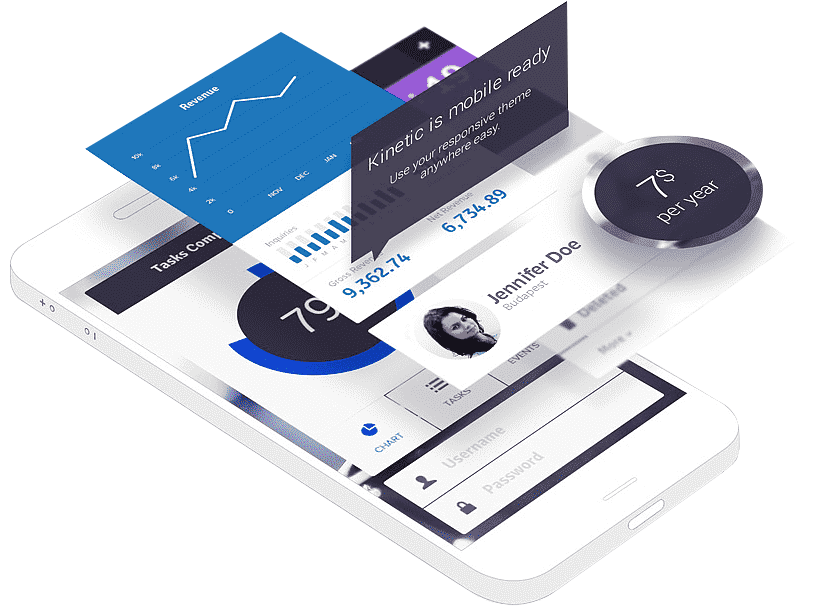 Kinetic is mobile ready
Use your responsive theme
anywhere easy.
Revenue
10k
8k
6k
4k
2k
0
NOV
DEC
JAN
Inquiries
J A M A M
Gross Revenue
9,362.74
Net Revenue
6,734.89
7$
per year
Jennifer Doe
Budapest
Deleted
More
Tasks
79
CHART
TASKS
EVENTS
Username
Password